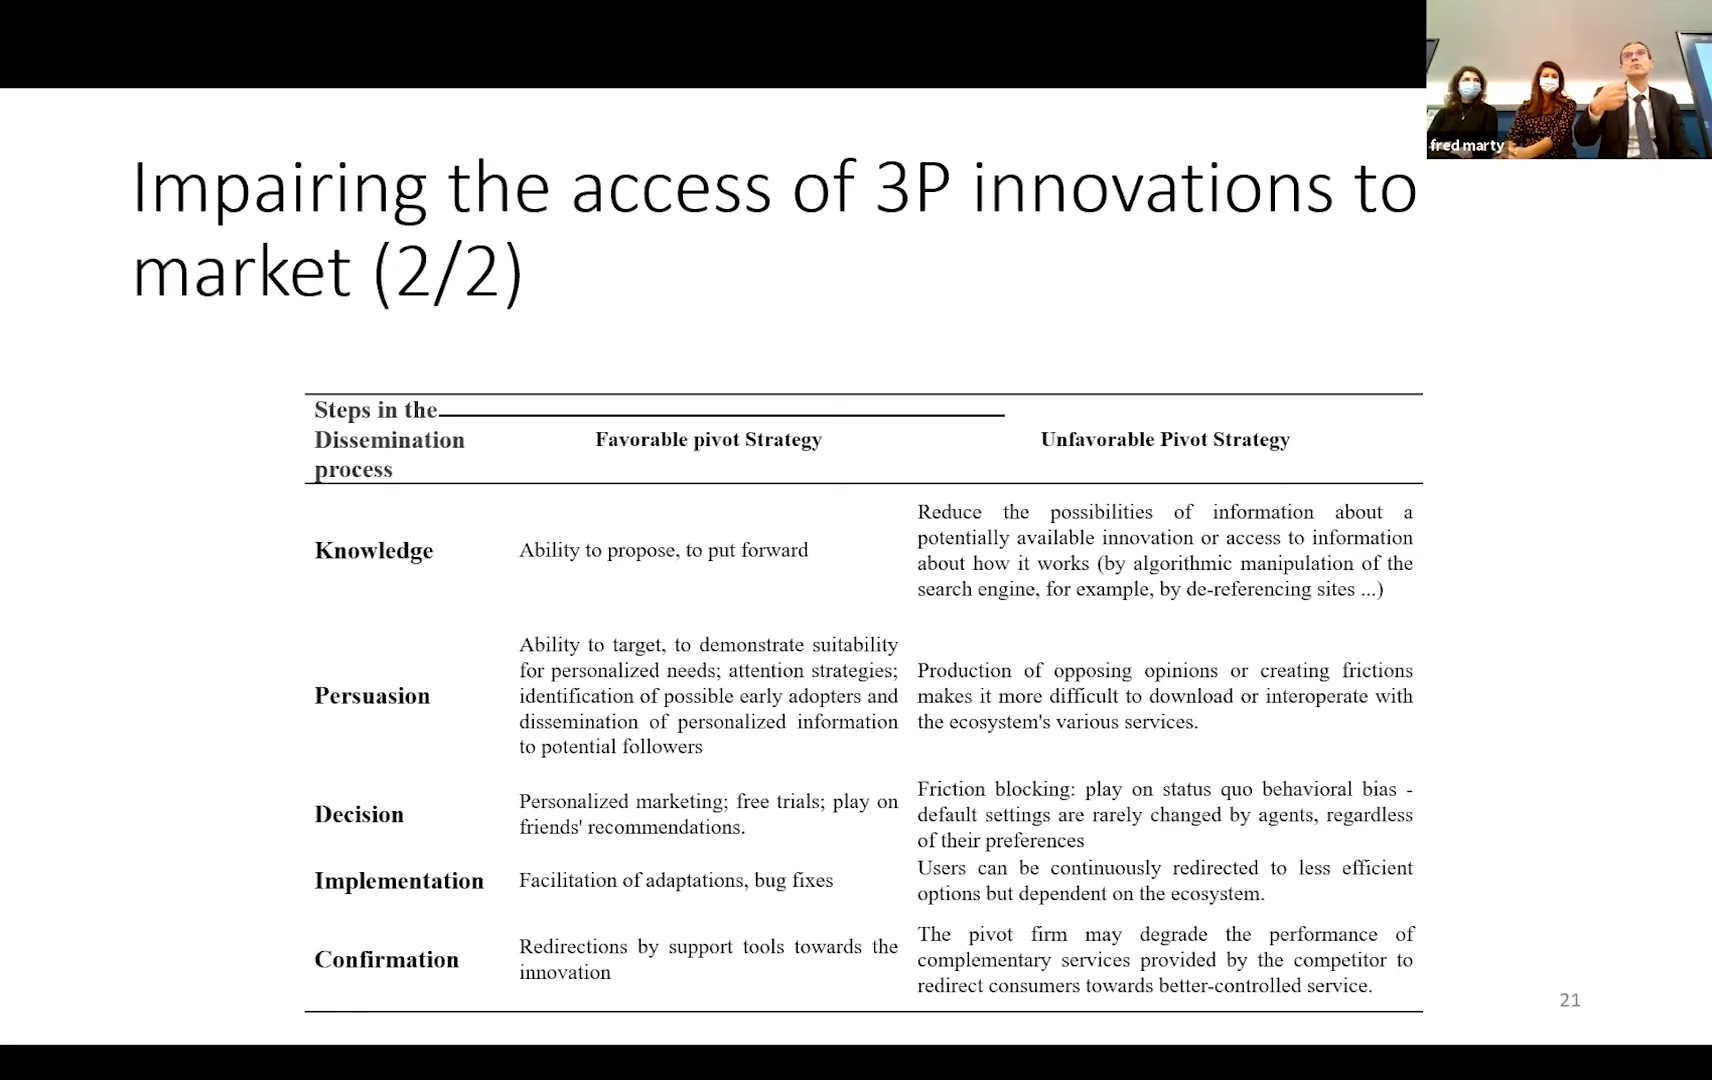 fred marty
Impairing the access of 3P innovations to
market (2/2)
Steps in the
Dissemination
process
Favorable pivot Strategy
Unfavorable Pivot Strategy
Knowledge
Ability to propose, to put forward
Reduce the possibilities of information about a
potentially available innovation or access to information
about how it works (by algorithmic manipulation of the
search engine, for example, by de-referencing sites ...)
Persuasion
Ability to target, to demonstrate suitability
for personalized needs; attention strategies;
identification of possible early adopters and
dissemination of personalized information
to potential followers
Production of opposing opinions or creating frictions
makes it more difficult to download or interoperate with
the ecosystem's various services.
Decision
Personalized marketing; free trials; play on
friends' recommendations.
Friction blocking: play on status quo behavioral bias -
default settings are rarely changed by agents, regardless
of their preferences
Implementation
Facilitation of adaptations, bug fixes
Users can be continuously redirected to less efficient
options but dependent on the ecosystem.
Confirmation
Redirections by support tools towards the
innovation
The pivot firm may degrade the performance of
complementary services provided by the competitor to
redirect consumers towards better-controlled service.
21